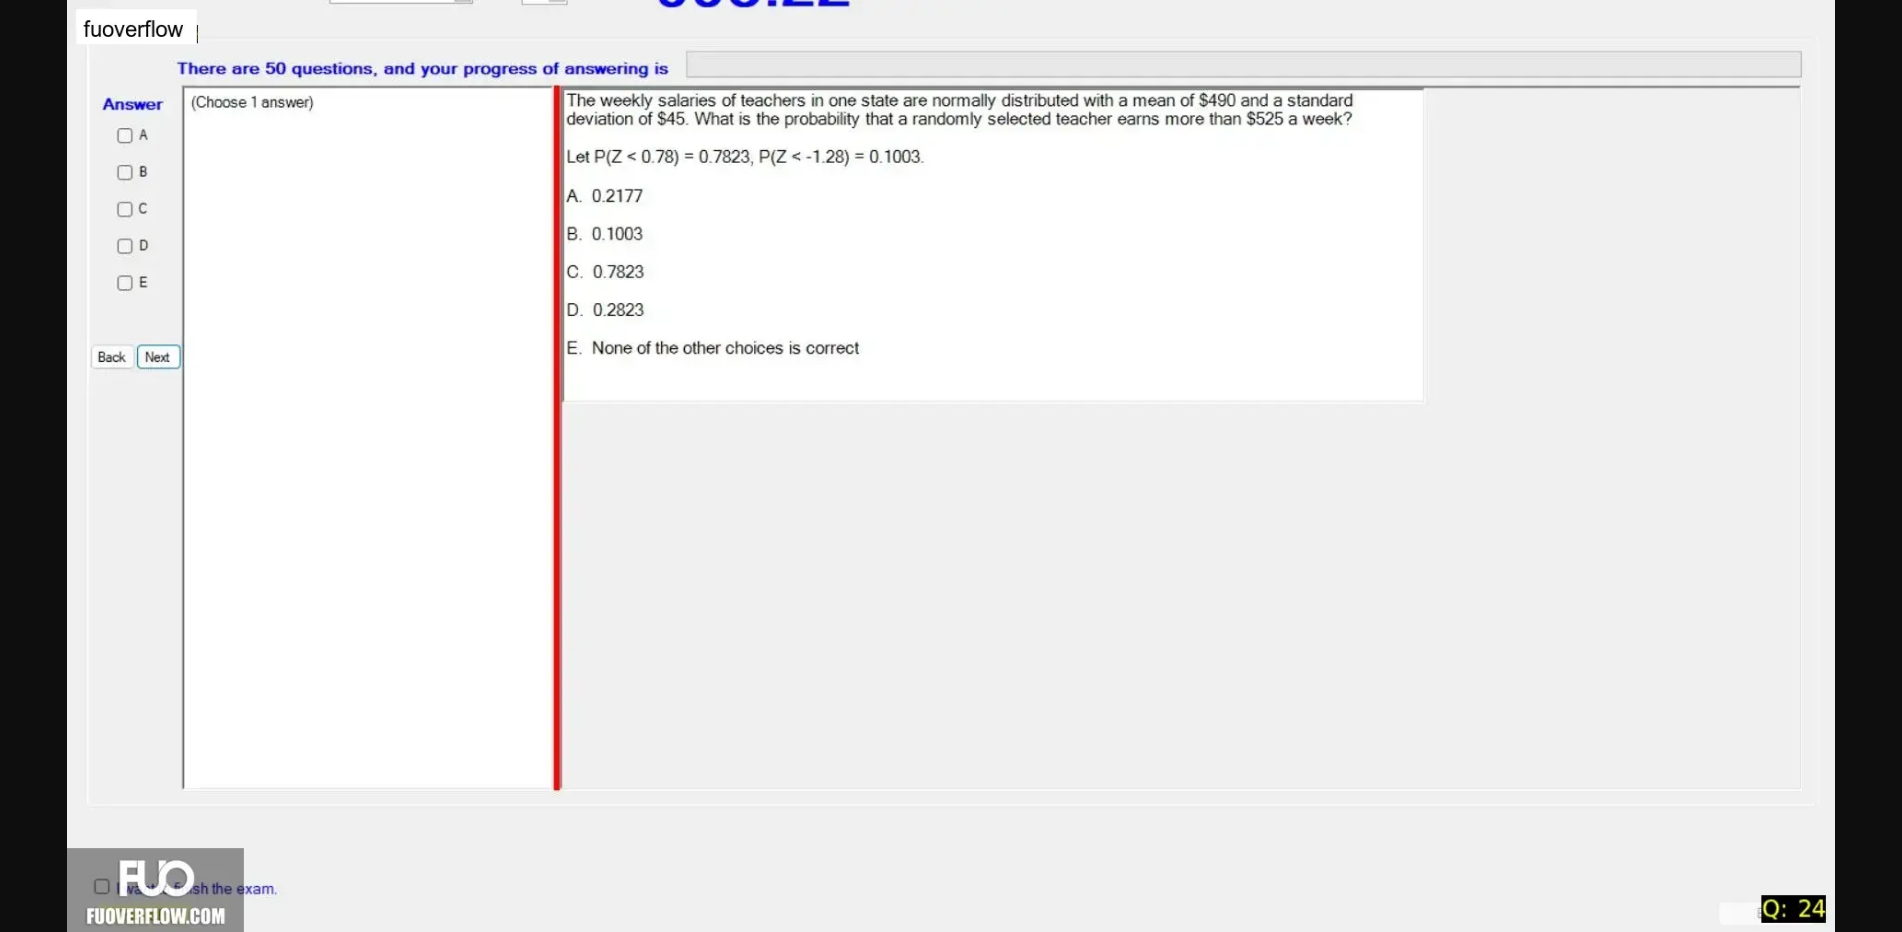 fuoverflow
There are 50 questions, and your progress of answering is
Answer
(Choose 1 answer)
A
B
C
D
E
Back Next
The weekly salaries of teachers in one state are normally distributed with a mean of $490 and a standard
deviation of $45. What is the probability that a randomly selected teacher earns more than $525 a week?
Let P(Z < 0.78) = 0.7823, P(Z < -1.28) = 0.1003.
A. 0.2177
B. 0.1003
C. 0.7823
D. 0.2823
E. None of the other choices is correct
the exam.
FUO
FUOVERFLOW.COM
Q: 24